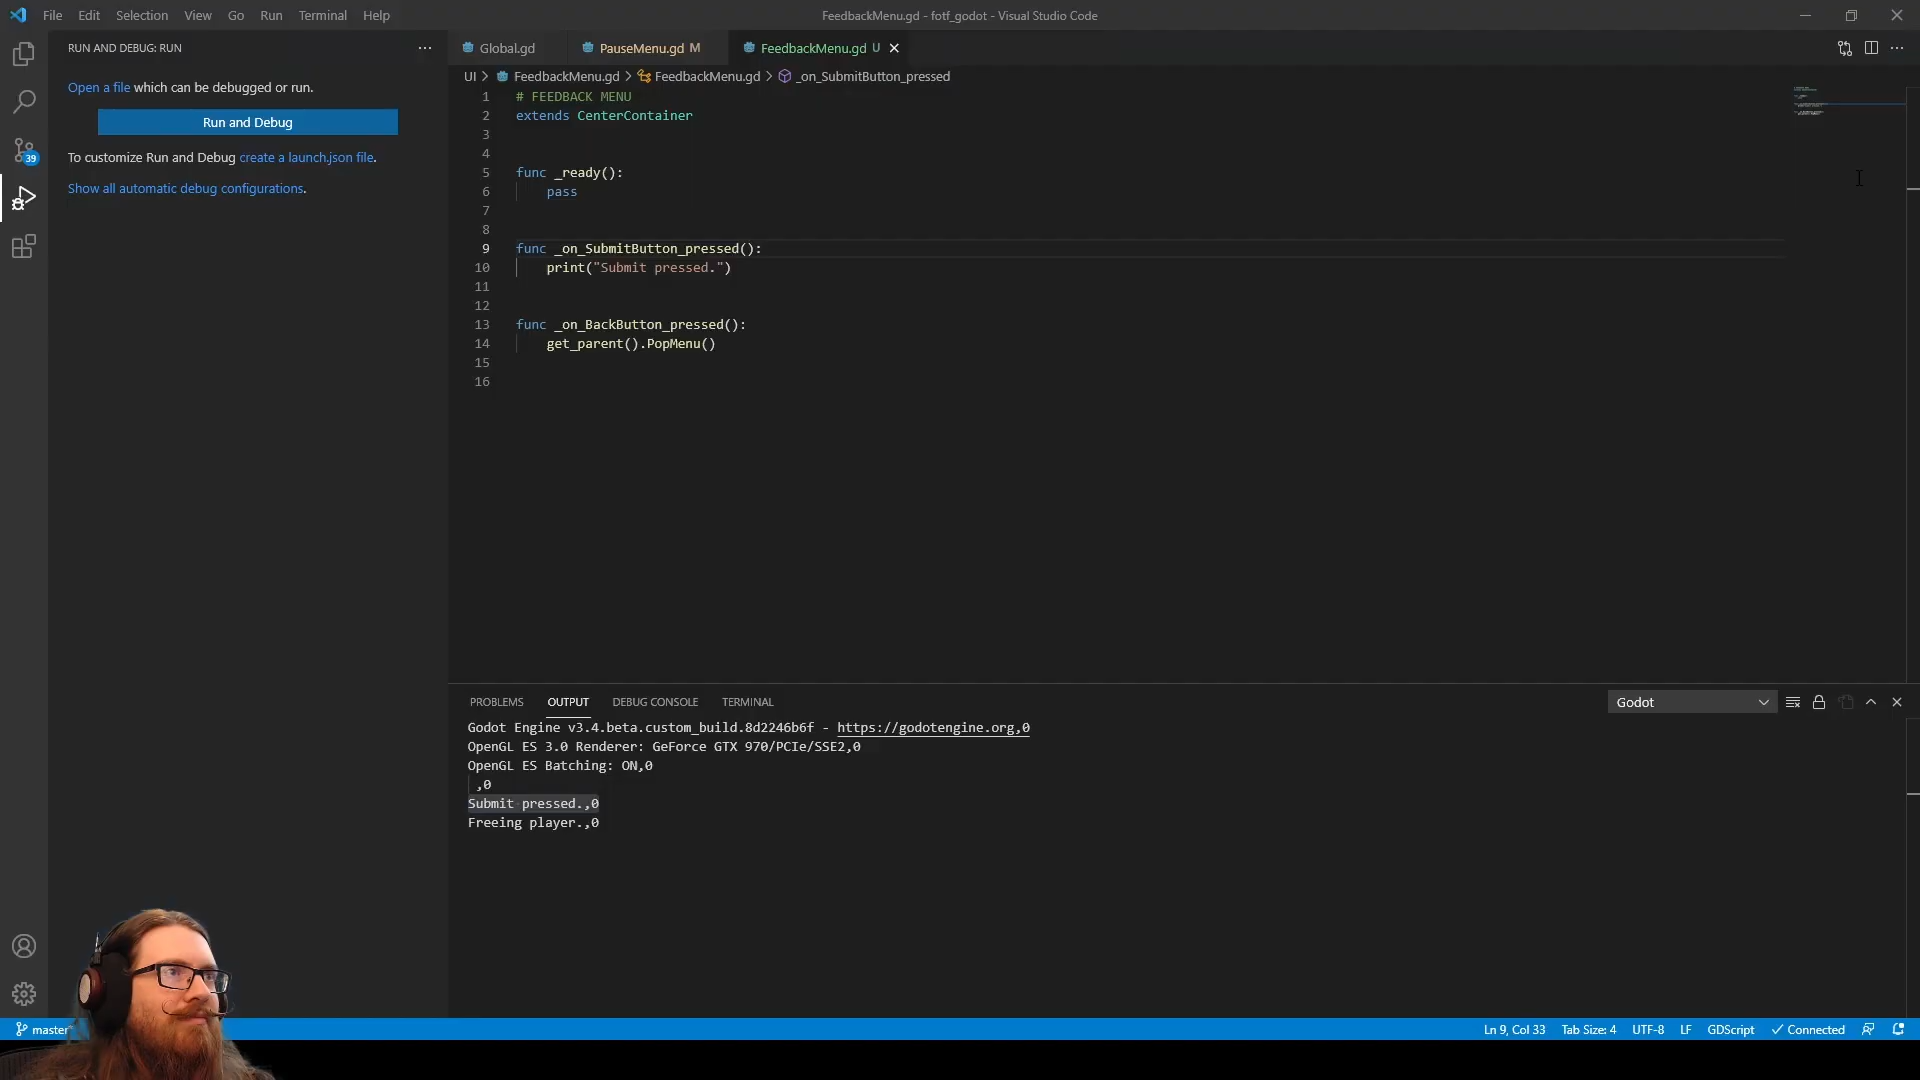 File Edit Selection View Go Run Terminal Help
FeedbackMenu.gd - fotf_godot - Visual Studio Code
RUN AND DEBUG: RUN
Global.gd
PauseMenu.gd M
FeedbackMenu.gd U
UI > FeedbackMenu.gd > FeedbackMenu.gd > _on_SubmitButton_pressed
Open a file which can be debugged or run.
Run and Debug
To customize Run and Debug create a launch.json file.
Show all automatic debug configurations.
39
1 # FEEDBACK MENU
2 extends CenterContainer
3
4
5 func _ready():
6 pass
7
8
9 func _on_SubmitButton_pressed():
10 print("Submit pressed.")
11
12
13 func _on_BackButton_pressed():
14 get_parent().PopMenu()
15
16
PROBLEMS OUTPUT DEBUG CONSOLE TERMINAL
Godot
Godot Engine v3.4.beta.custom_build.8d2246b6f - https://godotengine.org,0
OpenGL ES 3.0 Renderer: GeForce GTX 970/PCIe/SSE2,0
OpenGL ES Batching: ON,0
,0
Submit pressed.,0
Freeing player.,0
master
Ln 9, Col 33 Tab Size: 4 UTF-8 LF GDScript Connected